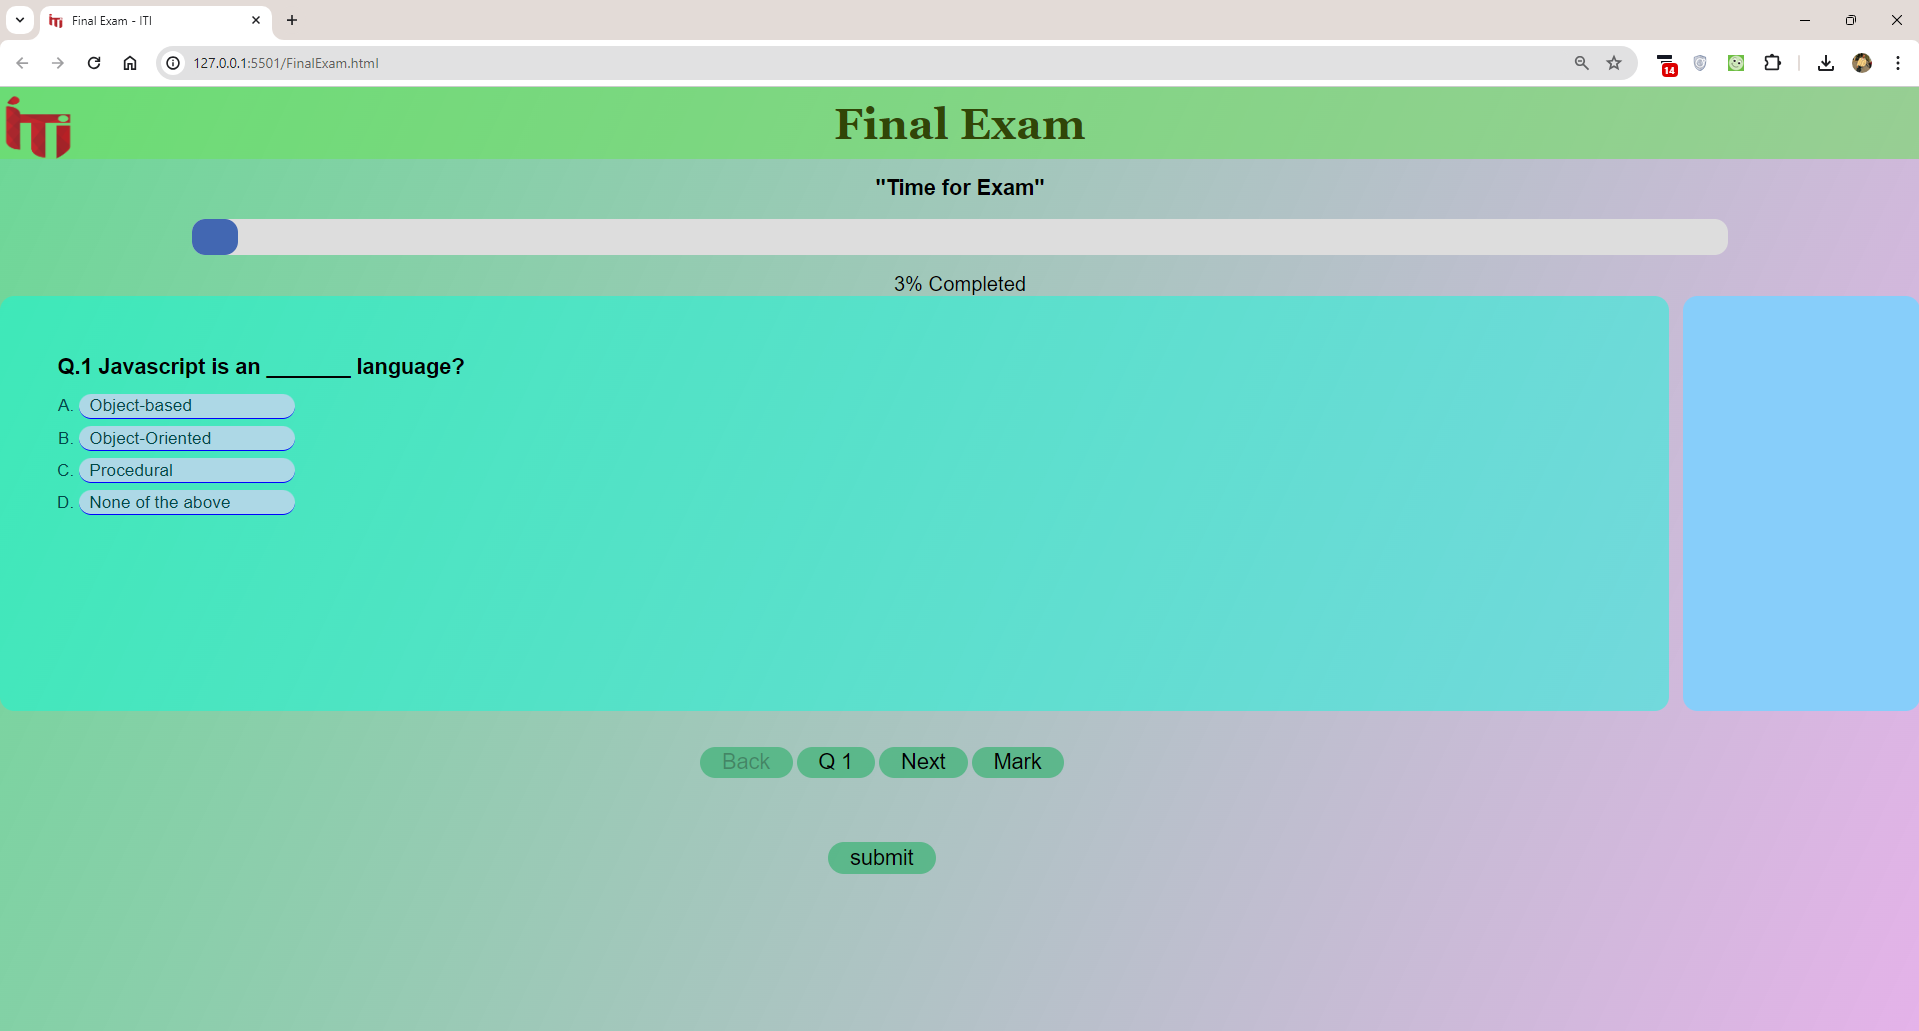 Final Exam - ITI
127.0.0.1:5501/FinalExam.html
14
iTi
Final Exam
"Time for Exam"
3% Completed
Q.1 Javascript is an _______ language?
A. Object-based
B. Object-Oriented
C. Procedural
D. None of the above
Back Q 1 Next Mark
submit